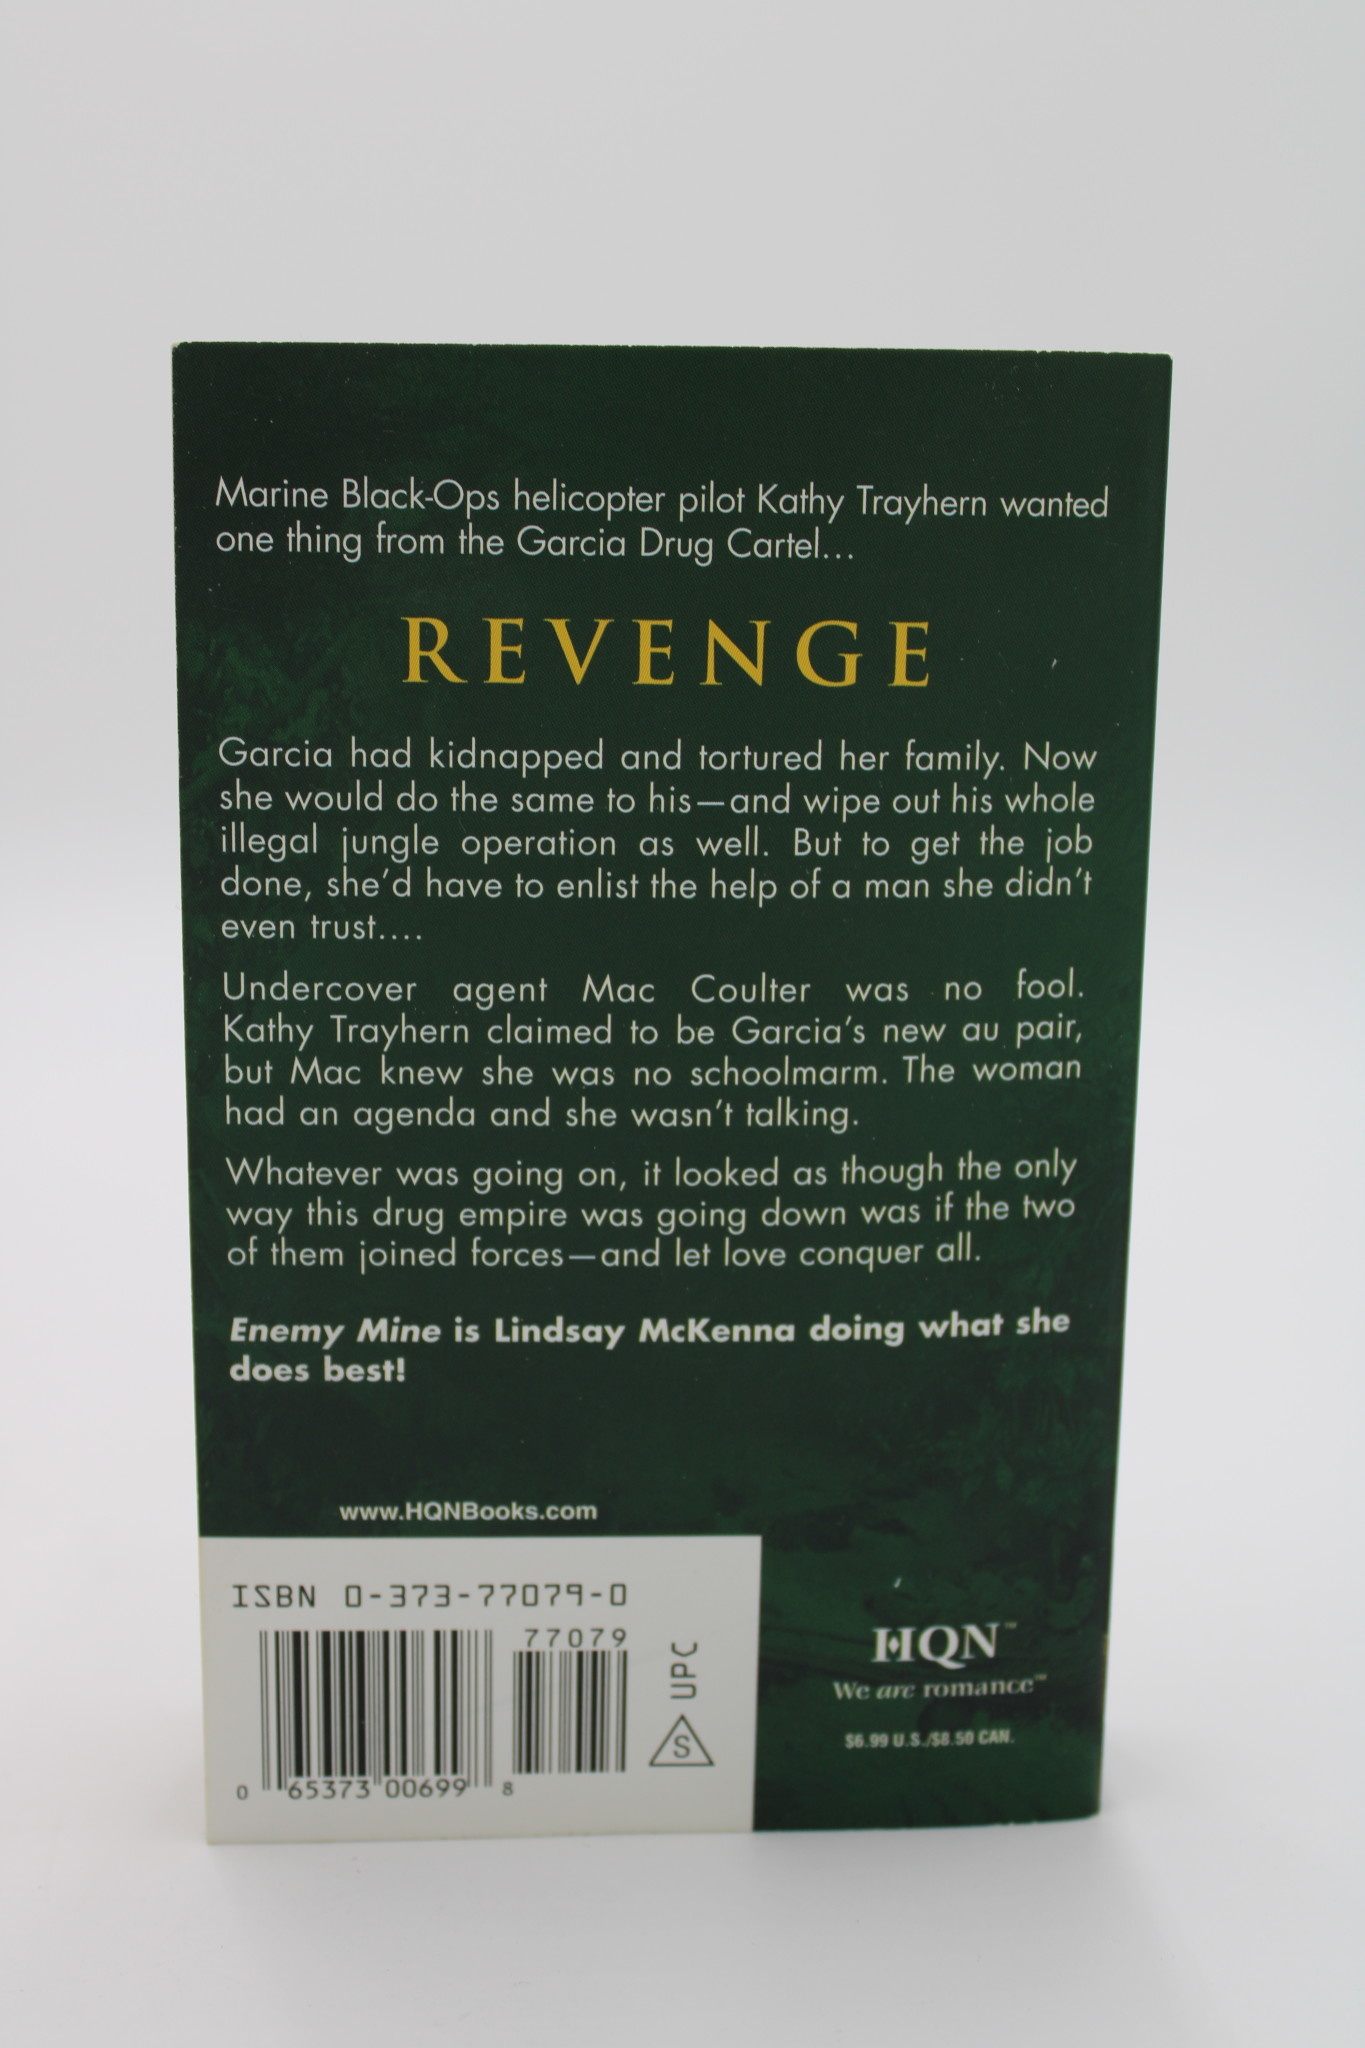 Marine Black-Ops helicopter pilot Kathy Trayhern wanted
one thing from the Garcia Drug Cartel...
REVENGE
Garcia had kidnapped and tortured her family. Now
she would do the same to his—and wipe out his whole
illegal jungle operation as well. But to get the job
done, she'd have to enlist the help of a man she didn't
even trust....
Undercover agent Mac Coulter was no fool.
Kathy Trayhern claimed to be Garcia's new au pair,
but Mac knew she was no schoolmarm. The woman
had an agenda and she wasn't talking.
Whatever was going on, it looked as though the only
way this drug empire was going down was if the two
of them joined forces—and let love conquer all.
Enemy Mine is Lindsay McKenna doing what she
does best!
www.HQNBooks.com
ISBN 0-373-77079-0
77079
UPC
S
0 65373 00699 8
HQN™
We are romance™
$6.99 U.S./$8.50 CAN.